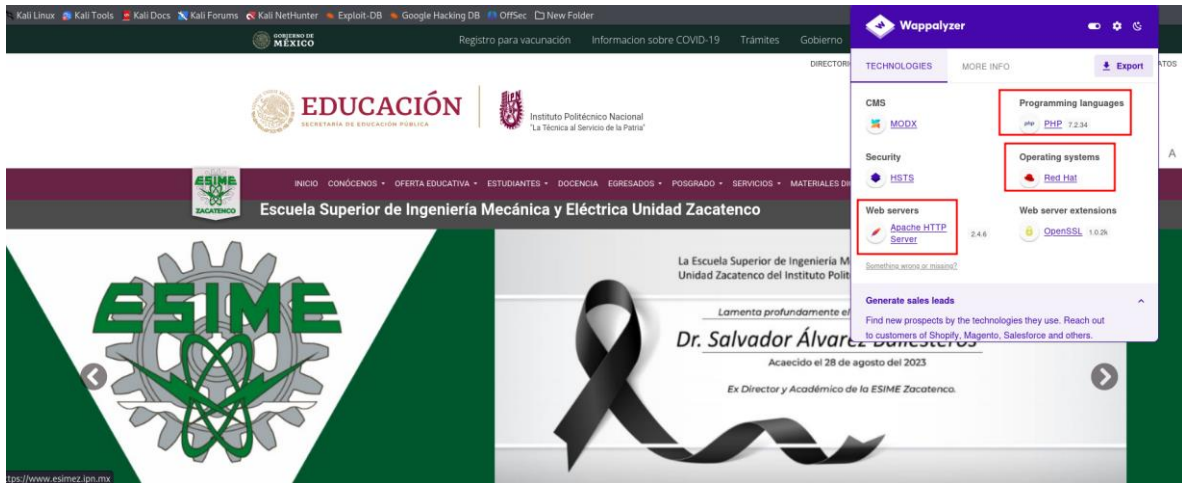 Kali Linux Kali Tools Kali Docs Kali Forums Kali NetHunter Exploit-DB Google Hacking DB OffSec New Folder
GOBIERNO DE
MÉXICO
Registro para vacunación Informacion sobre COVID-19 Trámites Gobierno
DIRECTORI
ATOS
EDUCACIÓN
SECRETARÍA DE EDUCACIÓN PÚBLICA
Instituto Politécnico Nacional
"La Técnica al Servicio de la Patria"
A
ESIME
ZACATENCO
INICIO CONÓCENOS OFERTA EDUCATIVA ESTUDIANTES DOCENCIA EGRESADOS POSGRADO SERVICIOS MATERIALES DI
Escuela Superior de Ingeniería Mecánica y Eléctrica Unidad Zacatenco
ESIME
La Escuela Superior de Ingeniería M
Unidad Zacatenco del Instituto Polit
Lamenta profundamente el
Dr. Salvador Álvarez Ballesteros
Acaecido el 28 de agosto del 2023
Ex Director y Académico de la ESIME Zacatenco.
tps://www.esimez.ipn.mx
Wappalyzer
TECHNOLOGIES MORE INFO Export
CMS
MODX
Programming languages
php PHP 7.2.34
Security
HSTS
Operating systems
Red Hat
Web servers
Apache HTTP
Server 2.4.6
Web server extensions
OpenSSL 1.0.2k
Something wrong or missing?
Generate sales leads
Find new prospects by the technologies they use. Reach out
to customers of Shopify, Magento, Salesforce and others.